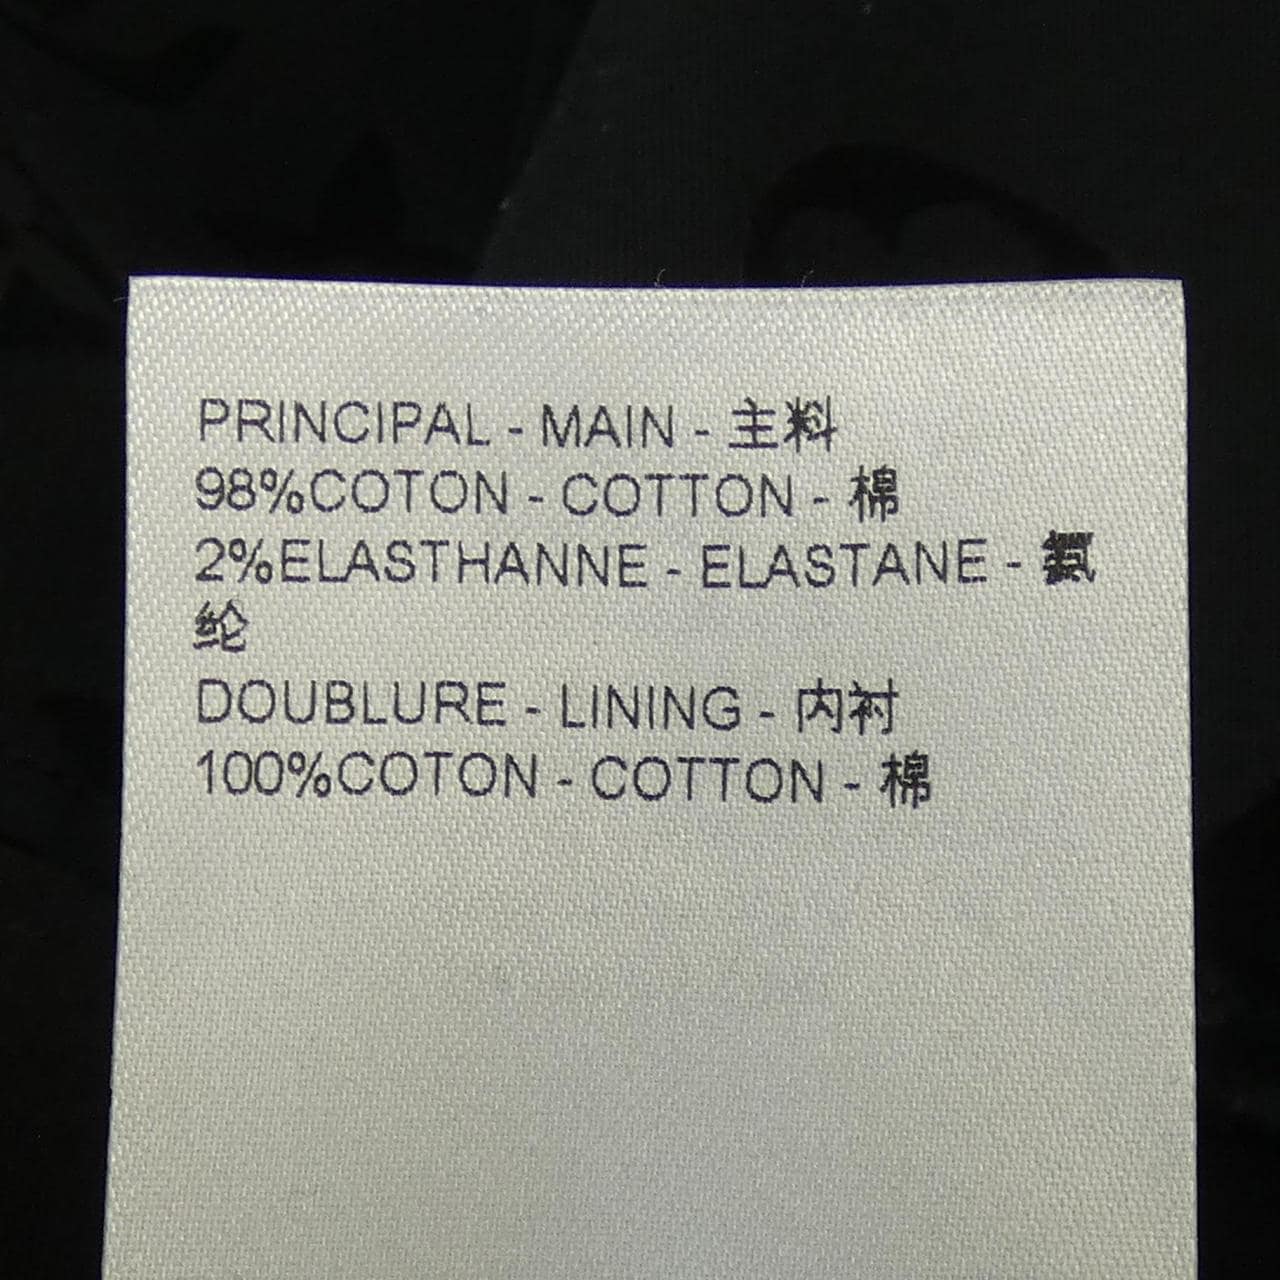 PRINCIPAL - MAIN - 主料
98%COTON - COTTON - 棉
2%ELASTHANNE - ELASTANE - 氨
纶
DOUBLURE - LINING - 内衬
100%COTON - COTTON - 棉